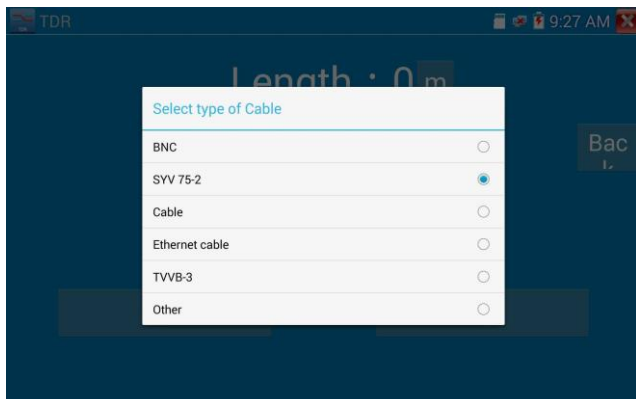 TDR
9:27 AM
Length : 0 m
Select type of Cable
BNC
SYV 75-2
Cable
Ethernet cable
TVVB-3
Other
Bac
k